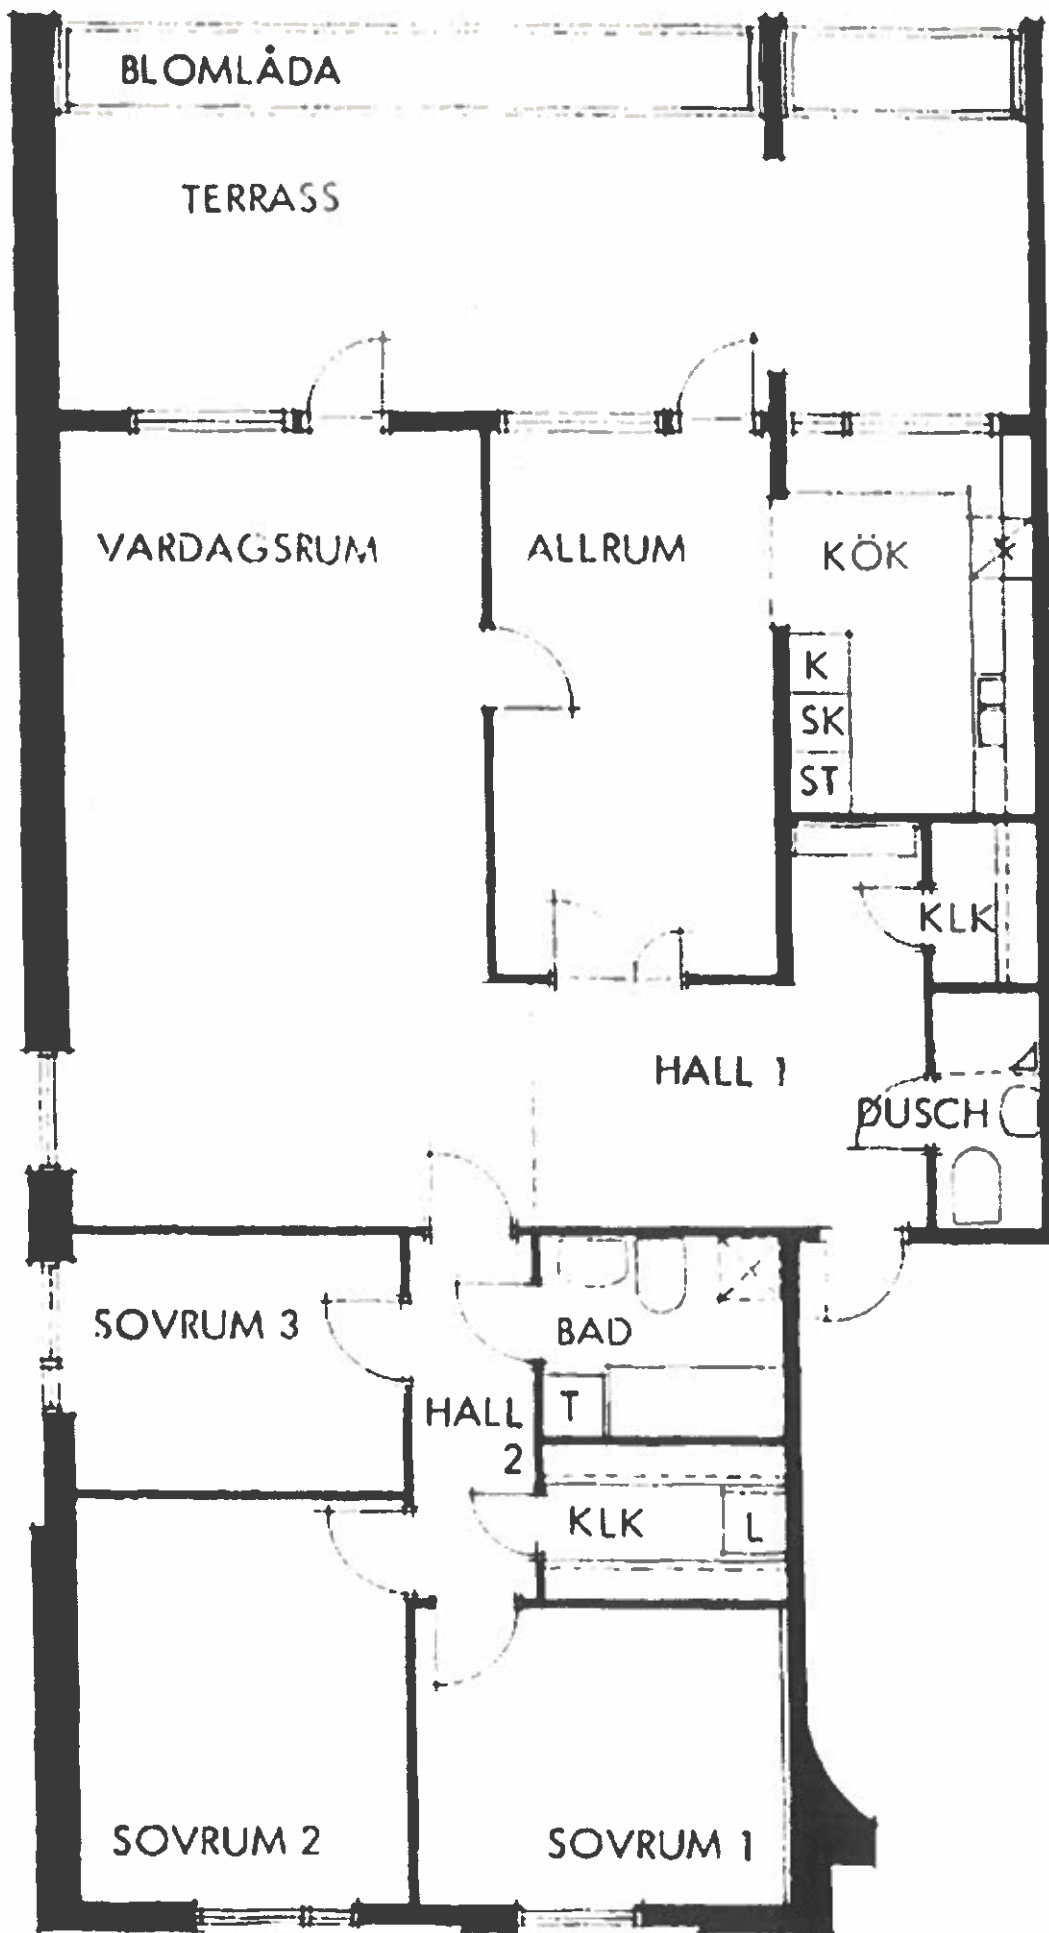 BLOMLÅDA
TERRASS
VARDAGSRUM
ALLRUM
KÖK
K
SK
ST
KLK
HALL 1
DUSCH
SOVRUM 3
BAD
HALL
2
T
KLK
L
SOVRUM 2
SOVRUM 1